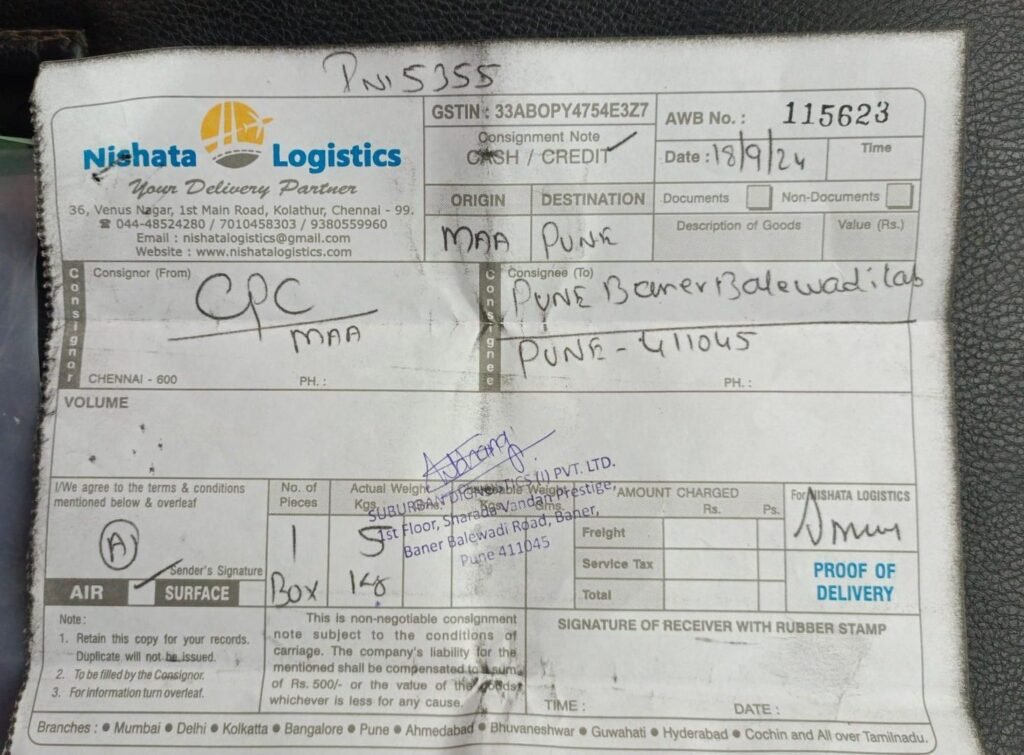 PNI 5355
Nishata Logistics
Your Delivery Partner
36, Venus Nagar, 1st Main Road, Kolathur, Chennai - 99.
☎ 044-48524280 / 7010458303 / 9380559960
Email : nishatalogistics@gmail.com
Website : www.nishatalogistics.com
GSTIN : 33ABOPY4754E3Z7
Consignment Note
CASH / CREDIT ✓
AWB No. : 115623
Date : 18/9/24
Time
ORIGIN DESTINATION
MAA PUNE
Documents Non-Documents
Description of Goods Value (Rs.)
Consignor
Consignor (From)
CPC
MAA
CHENNAI - 600 PH. :
Consignee
Consignee (To)
PUNE Baner Balewadi Lab
PUNE - 411045
PH. :
VOLUME
I/We agree to the terms & conditions
mentioned below & overleaf
A
Sender's Signature
AIR ✓ SURFACE
No. of
Pieces
1
Box
Actual Weight
Kgs.
5
Kg
Weight
Gms.
SUBURBAN DIGNOSTICS (I) PVT. LTD.
1st Floor, Sharada Vandan Prestige,
Baner Balewadi Road, Baner,
Pune 411045
AMOUNT CHARGED
Rs. Ps.
Freight
Service Tax
Total
For NISHATA LOGISTICS
PROOF OF
DELIVERY
Note :
1. Retain this copy for your records.
Duplicate will not be issued.
2. To be filled by the Consignor.
3. For information turn overleaf.
This is non-negotiable consignment
note subject to the conditions of
carriage. The company's liability for the
mentioned shall be compensated to a sum
of Rs. 500/- or the value of the goods
whichever is less for any cause.
SIGNATURE OF RECEIVER WITH RUBBER STAMP
TIME : DATE :
Branches : ● Mumbai ● Delhi ● Kolkatta ● Bangalore ● Pune ● Ahmedabad ● Bhuvaneshwar ● Guwahati ● Hyderabad ● Cochin and All over Tamilnadu.